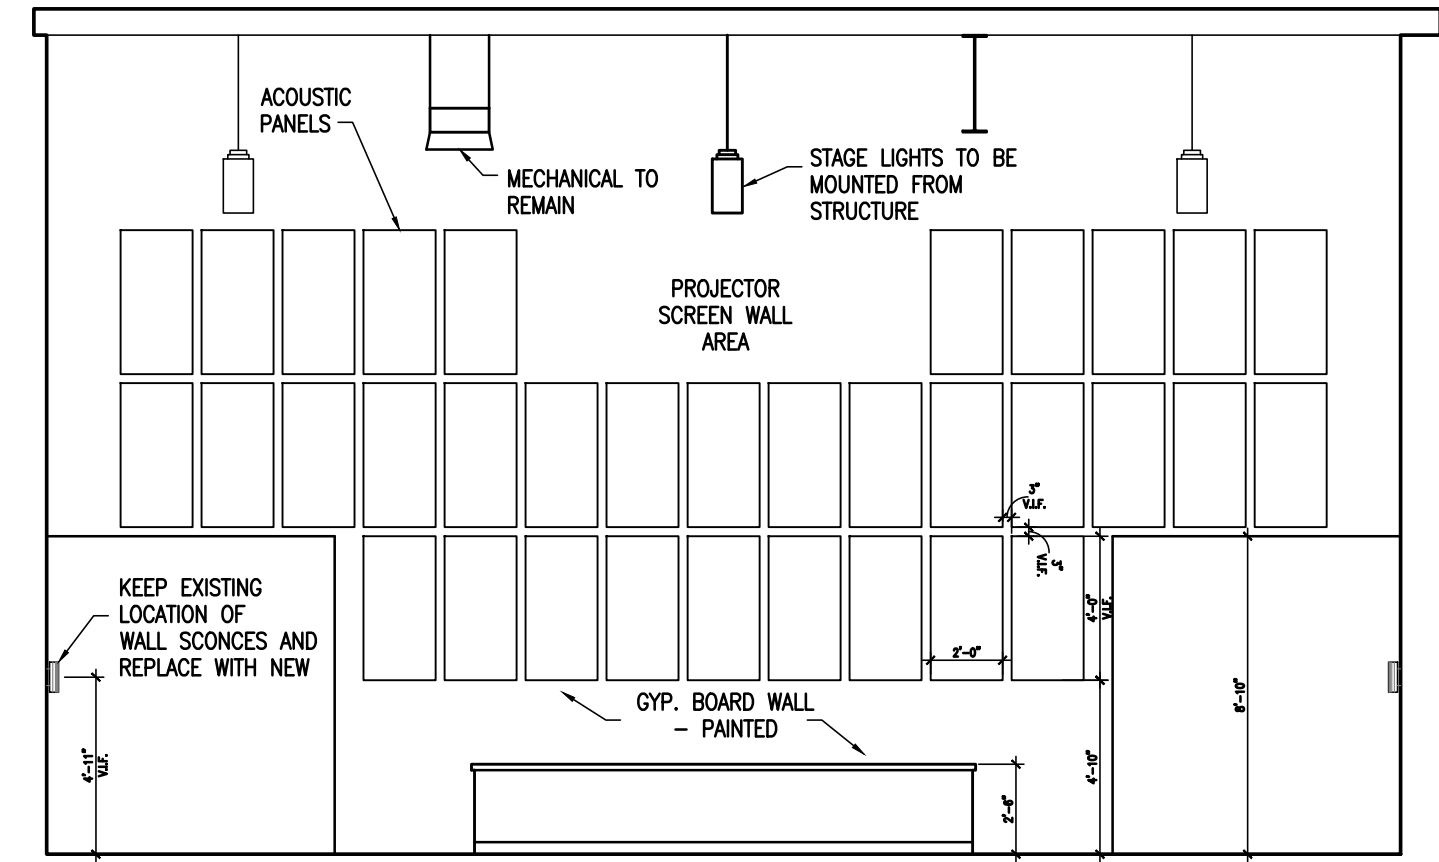 ACOUSTIC
PANELS
MECHANICAL TO
REMAIN
STAGE LIGHTS TO BE
MOUNTED FROM
STRUCTURE
PROJECTOR
SCREEN WALL
AREA
3"
V.I.F.
3"
V.I.F.
KEEP EXISTING
LOCATION OF
WALL SCONCES AND
REPLACE WITH NEW
4'-0"
V.I.F.
2'-0"
8'-10"
GYP. BOARD WALL
- PAINTED
4'-11"
V.I.F.
4'-10"
2'-6"